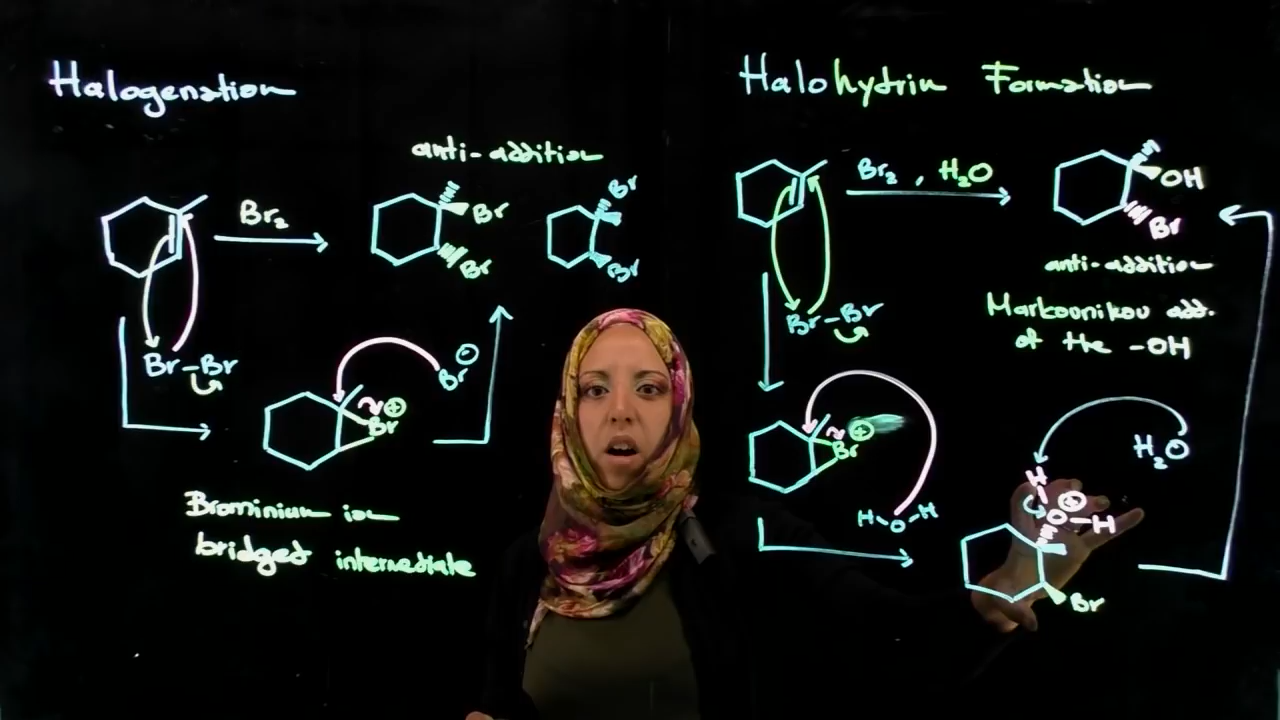 Halogenation
anti-addition
Br₂
Br
Br
Br
Br
Br-Br
Br⊖
⊕
Br
Brominium ion
bridged intermediate
Halohydrin Formation
Br₂, H₂O
OH
Br
anti-addition
Markovnikov add.
of the -OH
Br-Br
⊕
Br
H-O-H
H₂O
H
⊕
O-H
Br